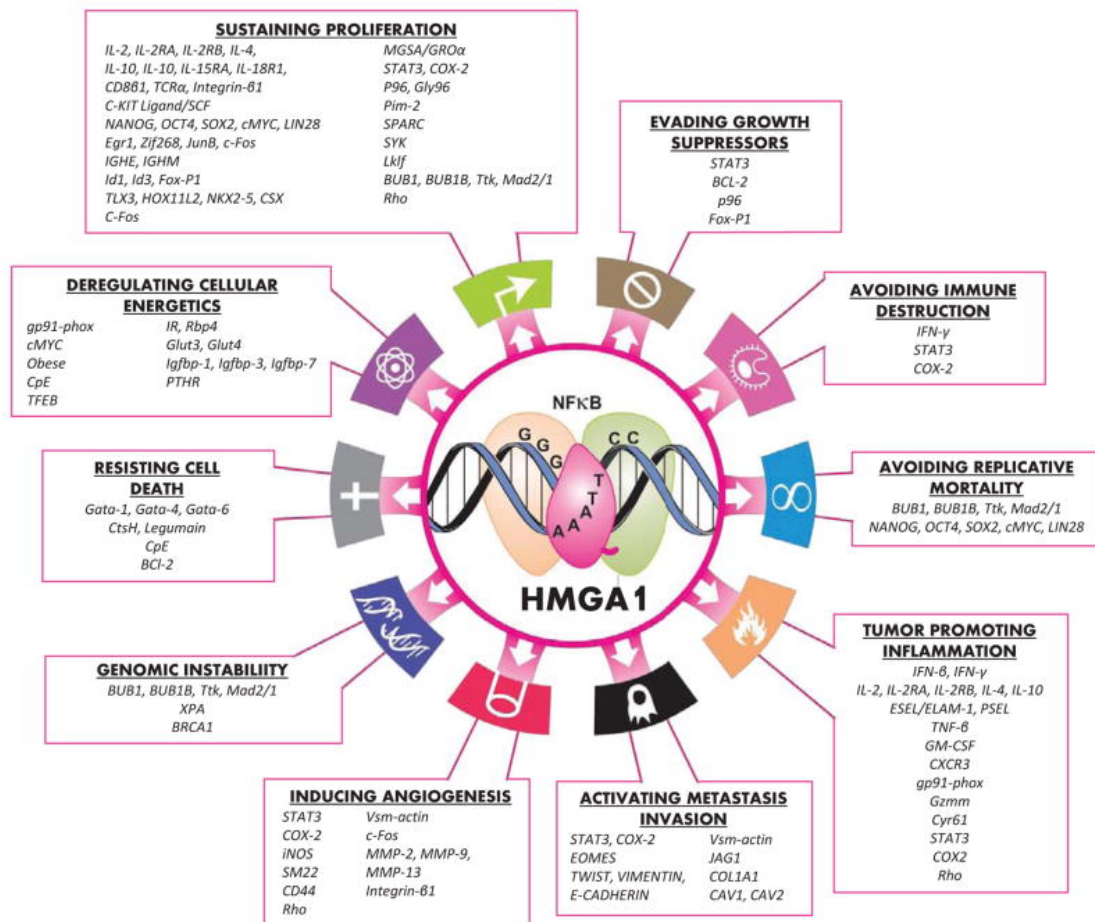 SUSTAINING PROLIFERATION
IL-2, IL-2RA, IL-2RB, IL-4,
IL-10, IL-10, IL-15RA, IL-18R1,
CD8β1, TCRα, Integrin-β1
C-KIT Ligand/SCF
NANOG, OCT4, SOX2, cMYC, LIN28
Egr1, Zif268, JunB, c-Fos
IGHE, IGHM
Id1, Id3, Fox-P1
TLX3, HOX11L2, NKX2-5, CSX
C-Fos
MGSA/GROα
STAT3, COX-2
P96, Gly96
Pim-2
SPARC
SYK
Lklf
BUB1, BUB1B, Ttk, Mad2/1
Rho
EVADING GROWTH
SUPPRESSORS
STAT3
BCL-2
p96
Fox-P1
DEREGULATING CELLULAR
ENERGETICS
gp91-phox
cMYC
Obese
CpE
TFEB
IR, Rbp4
Glut3, Glut4
Igfbp-1, Igfbp-3, Igfbp-7
PTHR
AVOIDING IMMUNE
DESTRUCTION
IFN-γ
STAT3
COX-2
NFκB
G G G C C
A A A T T
HMGA1
RESISTING CELL
DEATH
Gata-1, Gata-4, Gata-6
CtsH, Legumain
CpE
BCl-2
AVOIDING REPLICATIVE
MORTALITY
BUB1, BUB1B, Ttk, Mad2/1
NANOG, OCT4, SOX2, cMYC, LIN28
GENOMIC INSTABIILITY
BUB1, BUB1B, Ttk, Mad2/1
XPA
BRCA1
TUMOR PROMOTING
INFLAMMATION
IFN-β, IFN-γ
IL-2, IL-2RA, IL-2RB, IL-4, IL-10
ESEL/ELAM-1, PSEL
TNF-β
GM-CSF
CXCR3
gp91-phox
Gzmm
Cyr61
STAT3
COX2
Rho
INDUCING ANGIOGENESIS
STAT3
COX-2
iNOS
SM22
CD44
Rho
Vsm-actin
c-Fos
MMP-2, MMP-9,
MMP-13
Integrin-β1
ACTIVATING METASTASIS
INVASION
STAT3, COX-2
EOMES
TWIST, VIMENTIN,
E-CADHERIN
Vsm-actin
JAG1
COL1A1
CAV1, CAV2